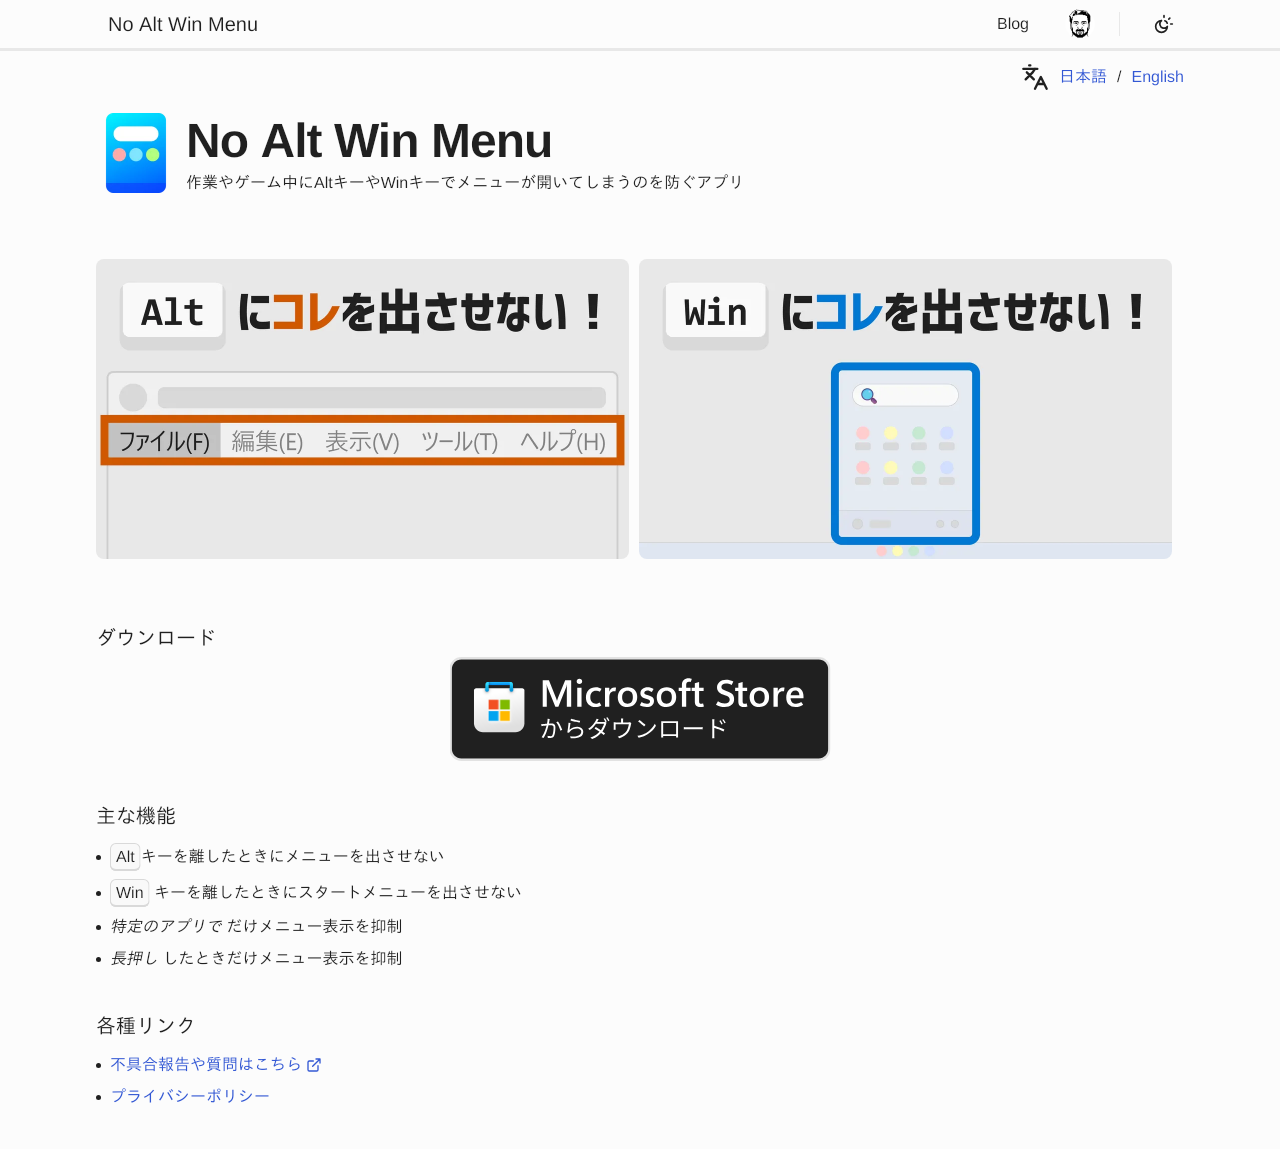 No Alt Win Menu
Blog
日本語 / English
No Alt Win Menu
作業やゲーム中にAltキーやWinキーでメニューが開いてしまうのを防ぐアプリ
Alt にコレを出させない！
ファイル(F) 編集(E) 表示(V) ツール(T) ヘルプ(H)
Win にコレを出させない！
ダウンロード
Microsoft Store
からダウンロード
主な機能
Alt キーを離したときにメニューを出させない
Win キーを離したときにスタートメニューを出させない
特定のアプリで だけメニュー表示を抑制
長押し したときだけメニュー表示を抑制
各種リンク
不具合報告や質問はこちら
プライバシーポリシー